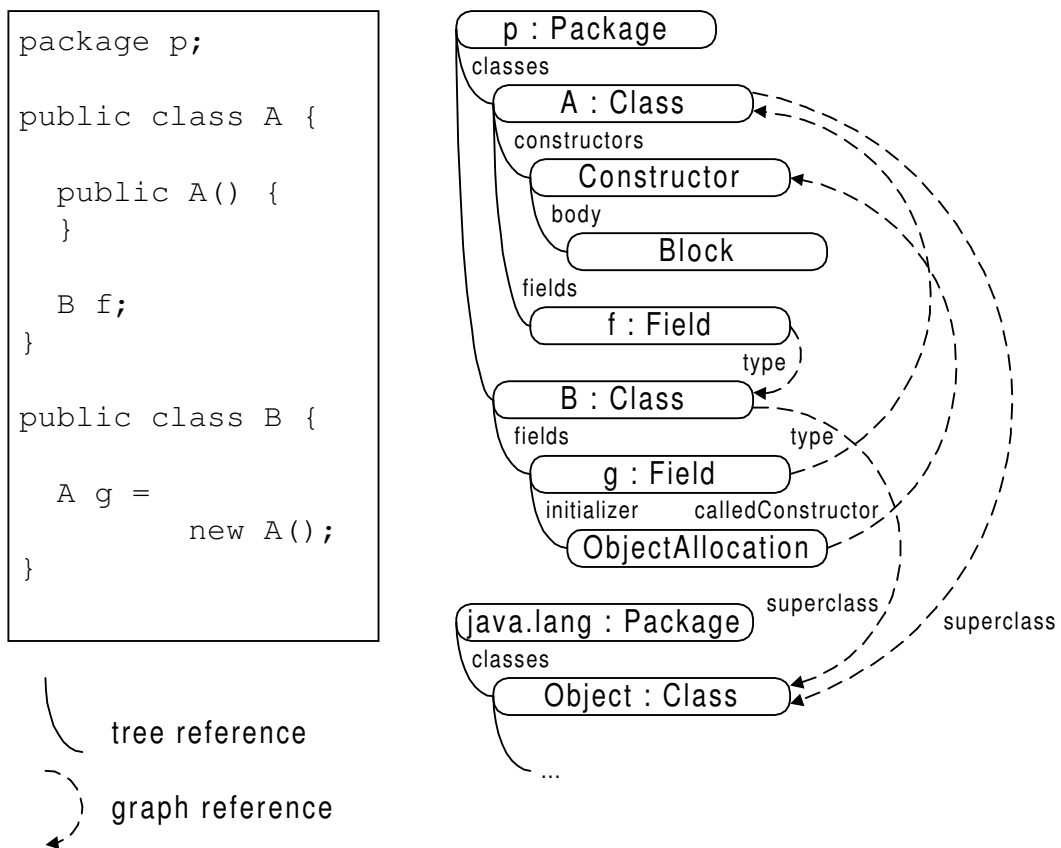 package p;
public class A {
public A() {
}
B f;
}
public class B {
A g =
new A();
}
tree reference
graph reference
p : Package
classes
A : Class
constructors
Constructor
body
Block
fields
f : Field
type
B : Class
fields
type
g : Field
initializer
calledConstructor
ObjectAllocation
superclass
superclass
java.lang : Package
classes
Object : Class
...